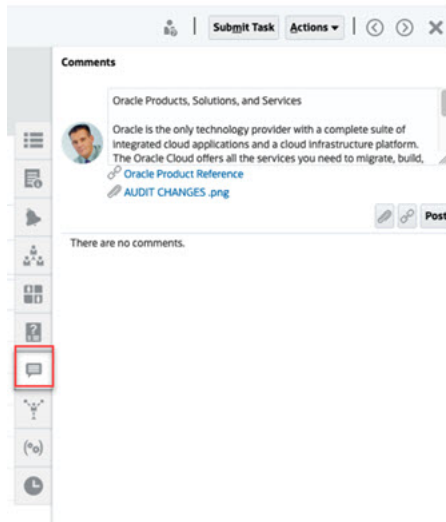 Submit Task Actions
Comments
Oracle Products, Solutions, and Services
Oracle is the only technology provider with a complete suite of
integrated cloud applications and a cloud infrastructure platform.
The Oracle Cloud offers all the services you need to migrate, build,
Oracle Product Reference
AUDIT CHANGES .png
Post
There are no comments.